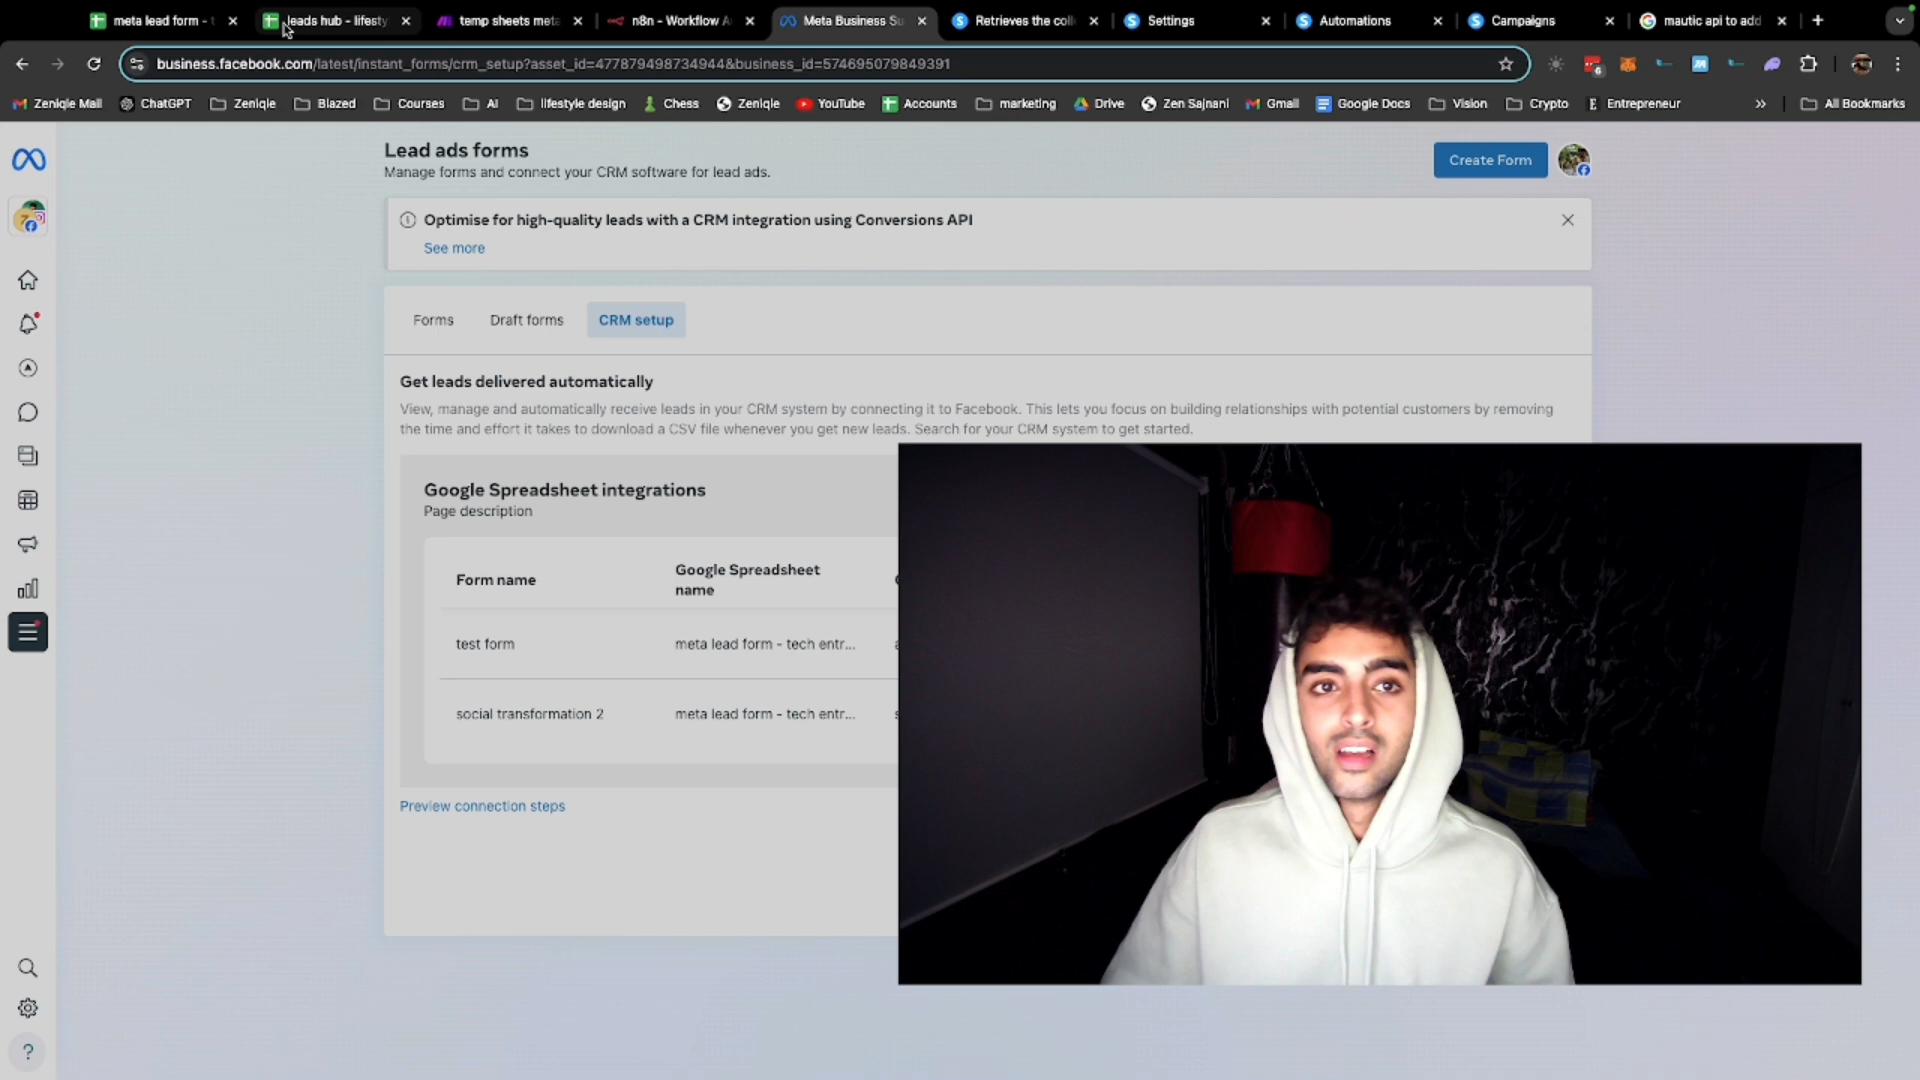 meta lead form - t
leads hub - lifesty
temp sheets meta
n8n - Workflow A
Meta Business Su
Retrieves the coll
Settings
Automations
Campaigns
mautic api to add
business.facebook.com/latest/instant_forms/crm_setup?asset_id=477879498734944&business_id=574695079849391
Zeniqle Mail
ChatGPT
Zeniqle
Blazed
Courses
AI
lifestyle design
Chess
Zeniqle
YouTube
Accounts
marketing
Drive
Zen Sajnani
Gmail
Google Docs
Vision
Crypto
E Entrepreneur
»
All Bookmarks
Lead ads forms
Manage forms and connect your CRM software for lead ads.
Create Form
Optimise for high-quality leads with a CRM integration using Conversions API
See more
Forms
Draft forms
CRM setup
Get leads delivered automatically
View, manage and automatically receive leads in your CRM system by connecting it to Facebook. This lets you focus on building relationships with potential customers by removing
the time and effort it takes to download a CSV file whenever you get new leads. Search for your CRM system to get started.
Google Spreadsheet integrations
Page description
Form name
Google Spreadsheet
name
test form
meta lead form - tech entr...
social transformation 2
meta lead form - tech entr...
Preview connection steps